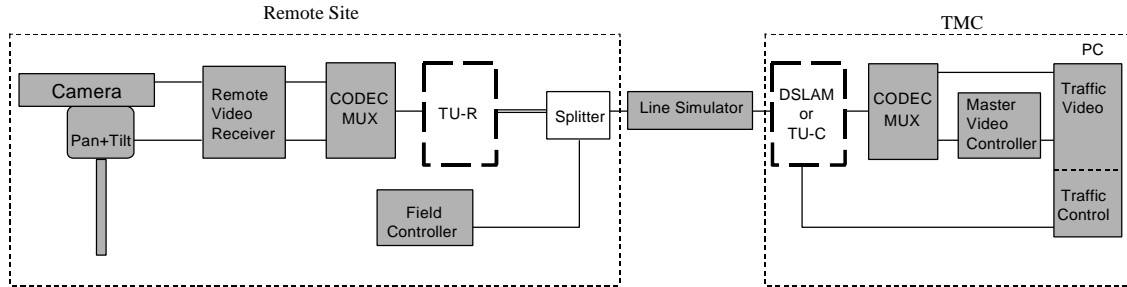 Remote Site
TMC
PC
Camera
Pan+Tilt
Remote
Video
Receiver
CODEC
MUX
TU-R
Splitter
Line Simulator
DSLAM
or
TU-C
CODEC
MUX
Master
Video
Controller
Traffic
Video
Field
Controller
Traffic
Control